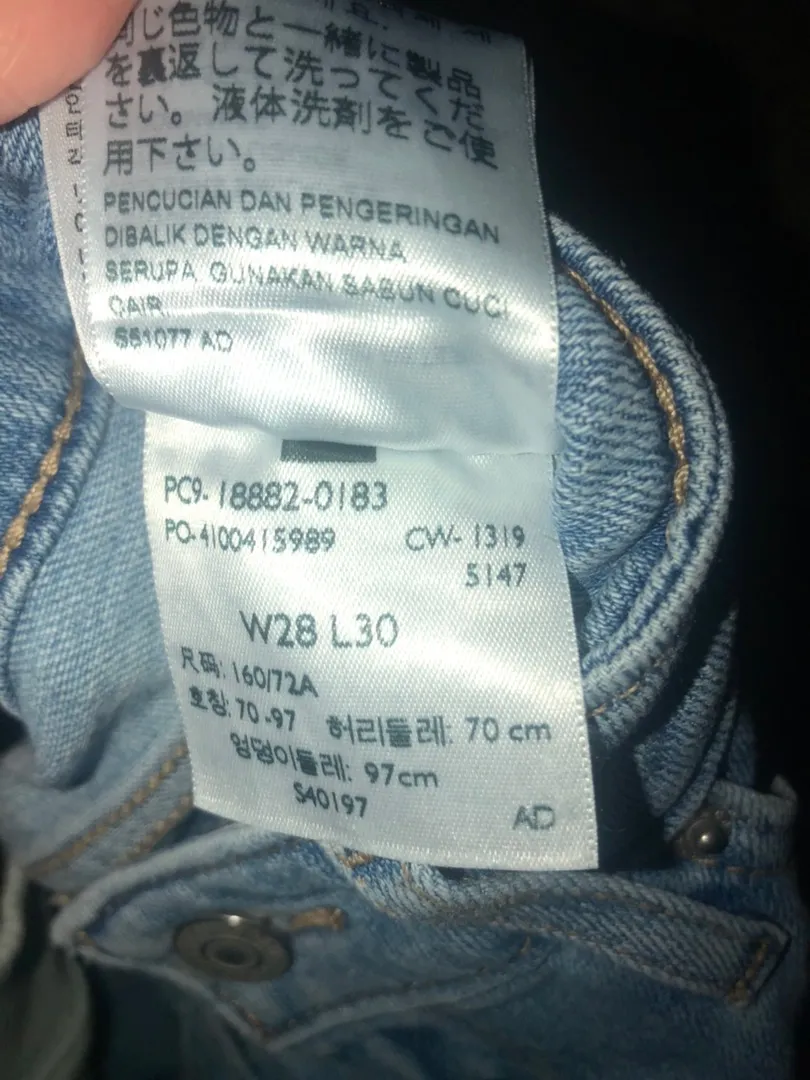 同じ色物と一緒に製品
を裏返して洗ってくだ
さい。液体洗剤をご使
用下さい。
PENCUCIAN DAN PENGERINGAN
DIBALIK DENGAN WARNA
SERUPA. GUNAKAN SABUN CUCI
CAIR.
S51077 AD
PC9-18882-0183
PO-4100415989 CW-1319
5147
W28 L30
尺码: 160/72A
호칭: 70-97 허리둘레: 70 cm
엉덩이둘레: 97cm
S40197 AD